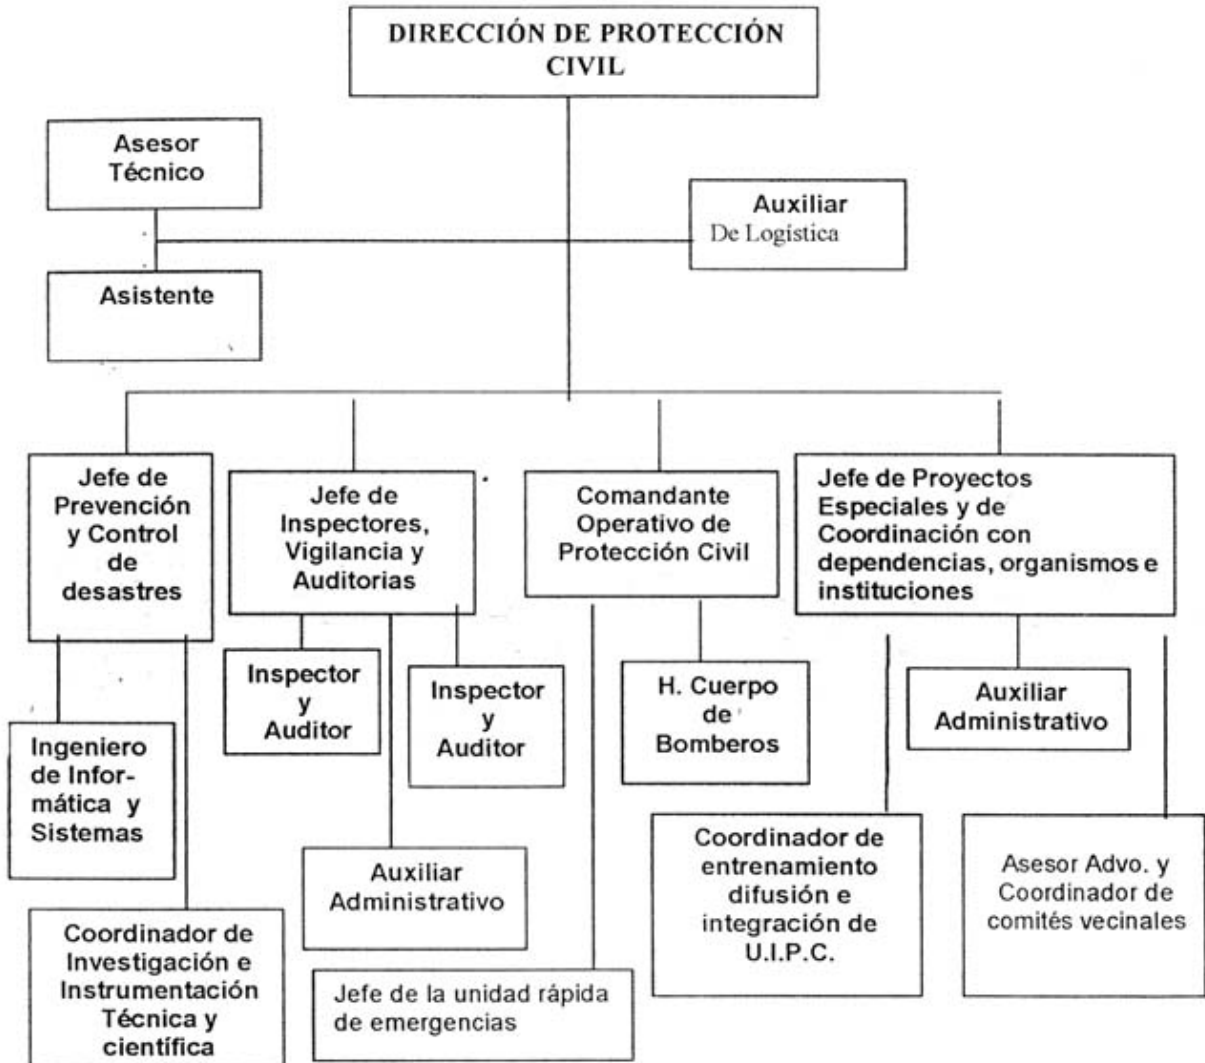 DIRECCIÓN DE PROTECCIÓN
CIVIL
Asesor
Técnico
Auxiliar
De Logística
Asistente
Jefe de
Prevención
y Control
de
desastres
Jefe de
Inspectores,
Vigilancia y
Auditorias
Comandante
Operativo de
Protección Civil
Jefe de Proyectos
Especiales y de
Coordinación con
dependencias, organismos e
instituciones
Inspector
y
Auditor
Inspector
y
Auditor
H. Cuerpo
de
Bomberos
Auxiliar
Administrativo
Ingeniero
de Infor-
mática y
Sistemas
Auxiliar
Administrativo
Coordinador de
entrenamiento
difusión e
integración de
U.I.P.C.
Asesor Advo. y
Coordinador de
comités vecinales
Coordinador de
Investigación e
Instrumentación
Técnica y
científica
Jefe de la unidad rápida
de emergencias